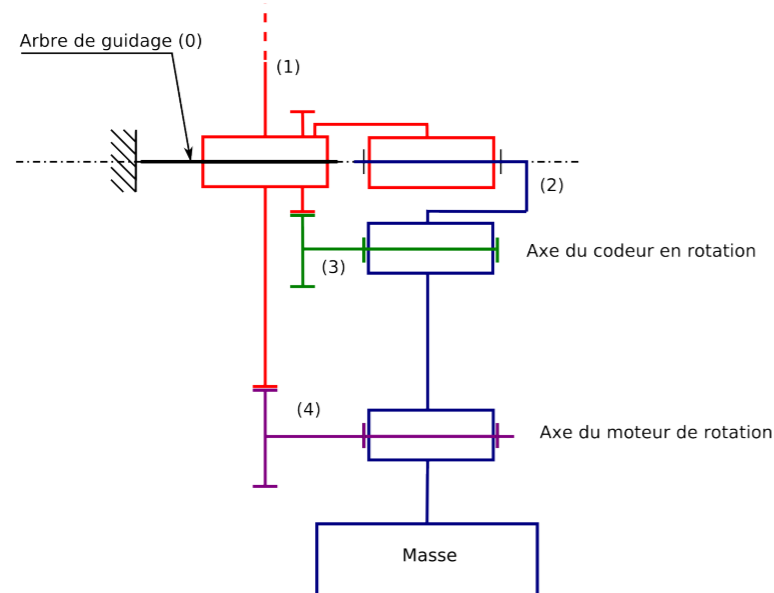 Arbre de guidage (0)
(1)
(2)
Axe du codeur en rotation
(3)
(4)
Axe du moteur de rotation
Masse